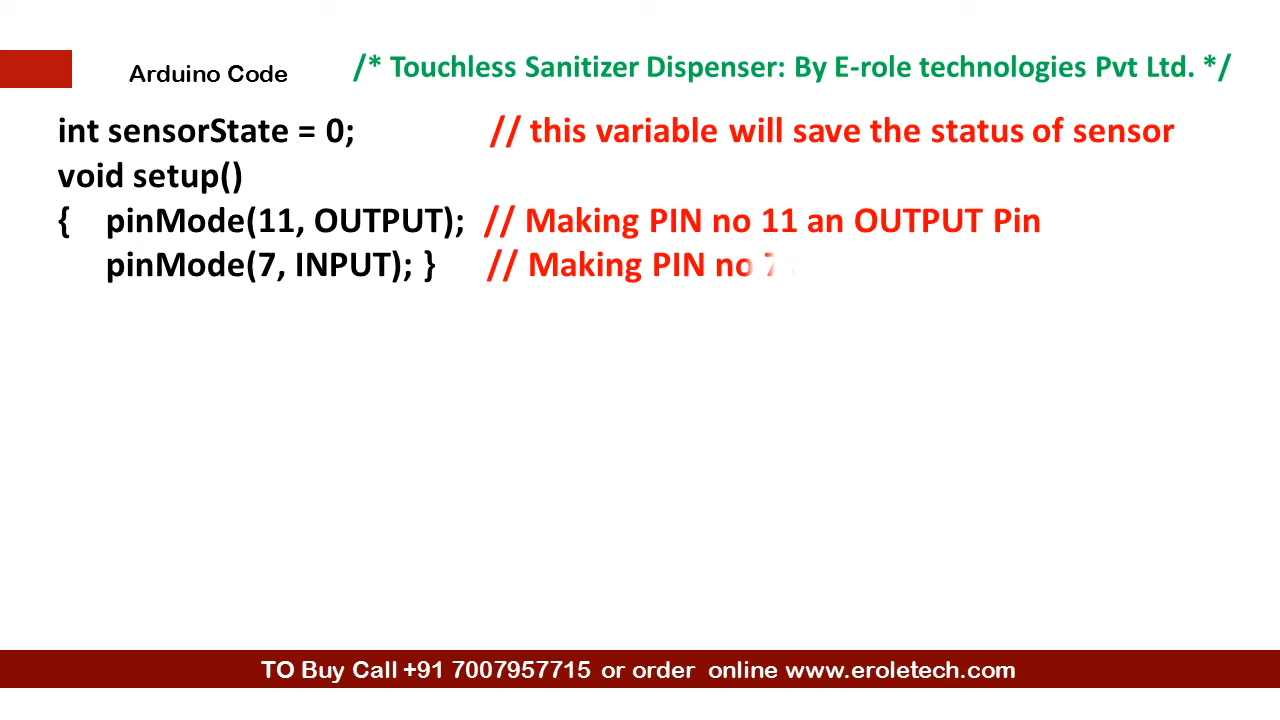 Arduino Code
/* Touchless Sanitizer Dispenser: By E-role technologies Pvt Ltd. */
int sensorState = 0; // this variable will save the status of sensor
void setup()
{ pinMode(11, OUTPUT); // Making PIN no 11 an OUTPUT Pin
pinMode(7, INPUT); } // Making PIN no 7
TO Buy Call +91 7007957715 or order online www.eroletech.com